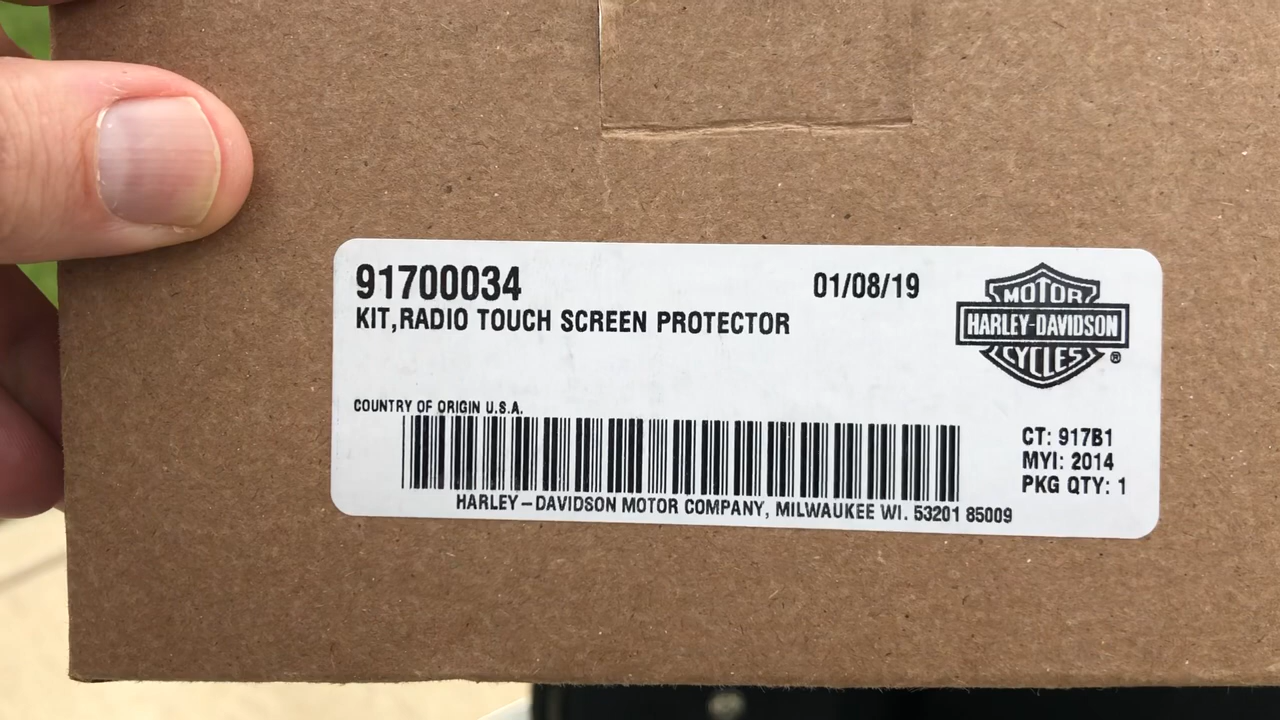 91700034
01/08/19
KIT,RADIO TOUCH SCREEN PROTECTOR
MOTOR
HARLEY-DAVIDSON
CYCLES
®
COUNTRY OF ORIGIN U.S.A.
CT: 917B1
MYI: 2014
PKG QTY: 1
HARLEY-DAVIDSON MOTOR COMPANY, MILWAUKEE WI. 53201 85009